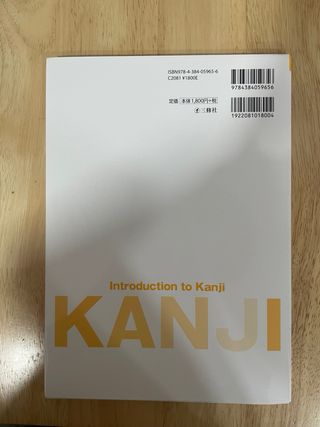 ISBN978-4-384-05965-6
C2081 ¥1800E
9784384059656
定価 本体1,800円+税
三修社
1922081018004
Introduction to Kanji
KANJI